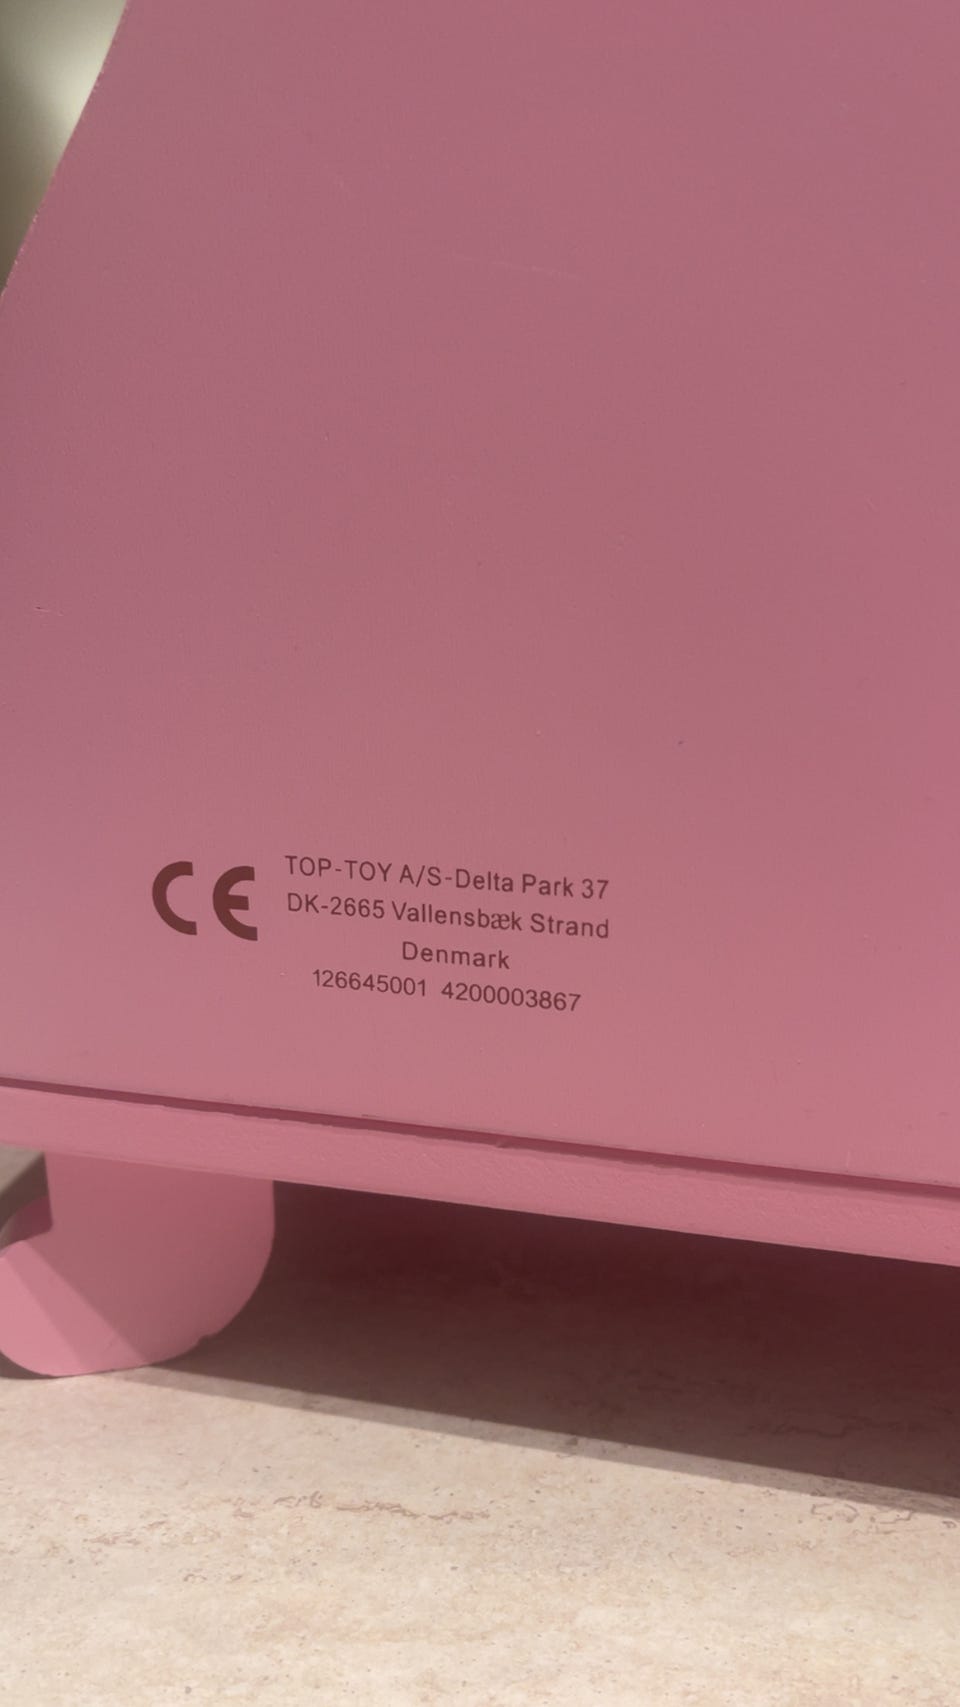 CE
TOP-TOY A/S-Delta Park 37
DK-2665 Vallensbæk Strand
Denmark
126645001 4200003867